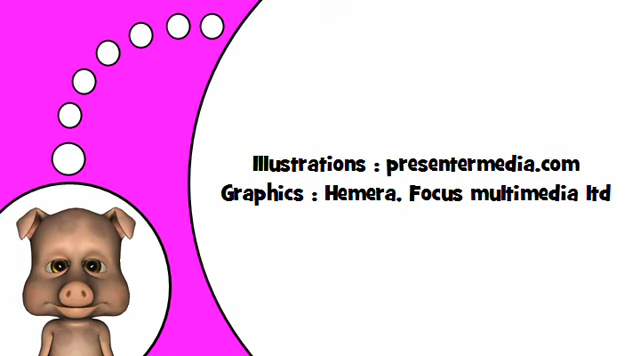 Illustrations : presentermedia.com
Graphics : Hemera. Focus multimedia ltd